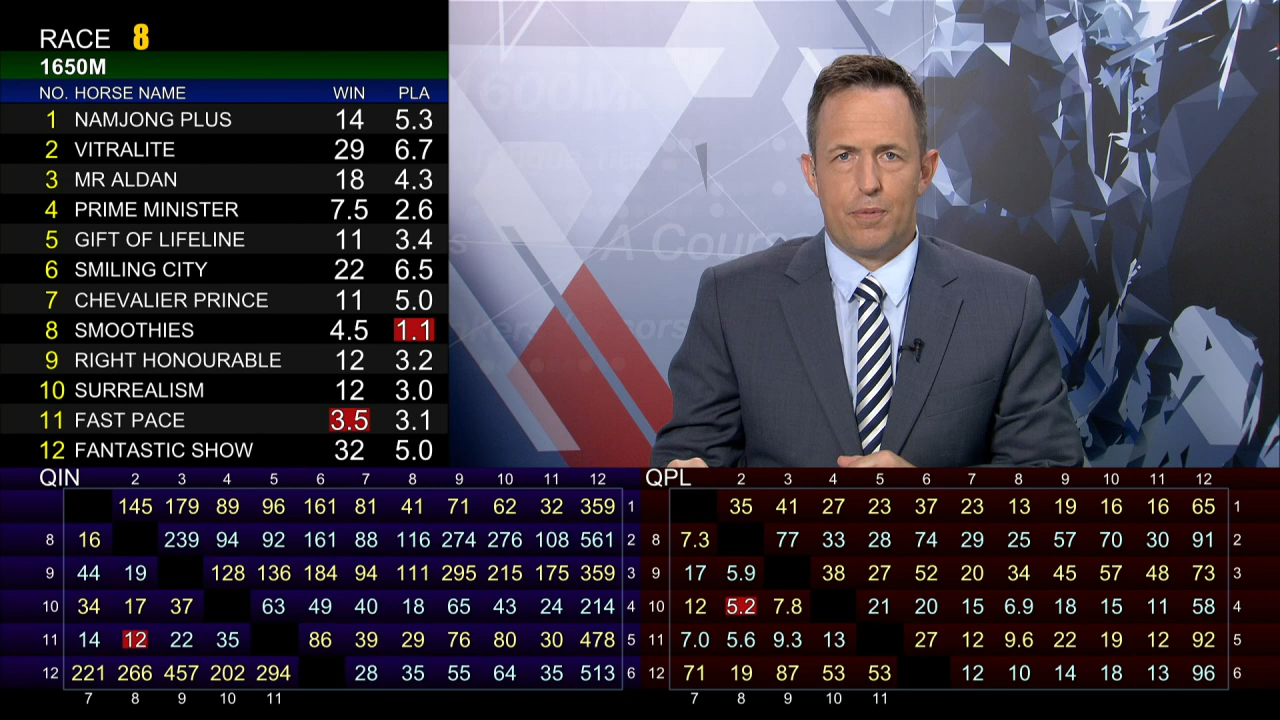 RACE 8
1650M
NO. HORSE NAME WIN PLA
1 NAMJONG PLUS 14 5.3
2 VITRALITE 29 6.7
3 MR ALDAN 18 4.3
4 PRIME MINISTER 7.5 2.6
5 GIFT OF LIFELINE 11 3.4
6 SMILING CITY 22 6.5
7 CHEVALIER PRINCE 11 5.0
8 SMOOTHIES 4.5 1.1
9 RIGHT HONOURABLE 12 3.2
10 SURREALISM 12 3.0
11 FAST PACE 3.5 3.1
12 FANTASTIC SHOW 32 5.0
1600M
A Course
QIN 2 3 4 5 6 7 8 9 10 11 12
145 179 89 96 161 81 41 71 62 32 359 1
8 16 239 94 92 161 88 116 274 276 108 561 2
9 44 19 128 136 184 94 111 295 215 175 359 3
10 34 17 37 63 49 40 18 65 43 24 214 4
11 14 12 22 35 86 39 29 76 80 30 478 5
12 221 266 457 202 294 28 35 55 64 35 513 6
7 8 9 10 11
QPL 2 3 4 5 6 7 8 9 10 11 12
35 41 27 23 37 23 13 19 16 16 65 1
8 7.3 77 33 28 74 29 25 57 70 30 91 2
9 17 5.9 38 27 52 20 34 45 57 48 73 3
10 12 5.2 7.8 21 20 15 6.9 18 15 11 58 4
11 7.0 5.6 9.3 13 27 12 9.6 22 19 12 92 5
12 71 19 87 53 53 12 10 14 18 13 96 6
7 8 9 10 11